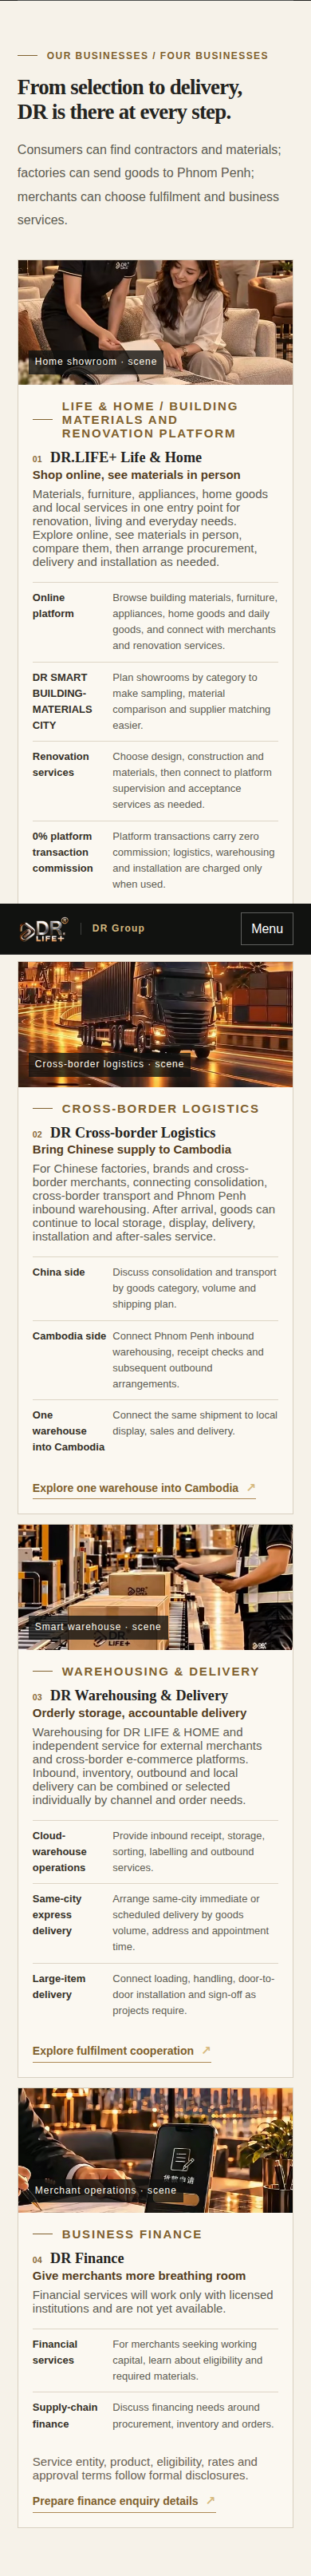 OUR BUSINESSES / FOUR BUSINESSES
From selection to delivery,
DR is there at every step.
Consumers can find contractors and materials;
factories can send goods to Phnom Penh;
merchants can choose fulfilment and business
services.
Home showroom · scene
LIFE & HOME / BUILDING
MATERIALS AND
RENOVATION PLATFORM
01 DR.LIFE+ Life & Home
Shop online, see materials in person
Materials, furniture, appliances, home goods
and local services in one entry point for
renovation, living and everyday needs.
Explore online, see materials in person,
compare them, then arrange procurement,
delivery and installation as needed.
Online
platform
Browse building materials, furniture,
appliances, home goods and daily
goods, and connect with merchants
and renovation services.
DR SMART
BUILDING-
MATERIALS
CITY
Plan showrooms by category to
make sampling, material
comparison and supplier matching
easier.
Renovation
services
Choose design, construction and
materials, then connect to platform
supervision and acceptance
services as needed.
0% platform
transaction
commission
Platform transactions carry zero
commission; logistics, warehousing
and installation are charged only
when used.
DR®
LIFE+
DR Group
Menu
Cross-border logistics · scene
CROSS-BORDER LOGISTICS
02 DR Cross-border Logistics
Bring Chinese supply to Cambodia
For Chinese factories, brands and cross-
border merchants, connecting consolidation,
cross-border transport and Phnom Penh
inbound warehousing. After arrival, goods can
continue to local storage, display, delivery,
installation and after-sales service.
China side
Discuss consolidation and transport
by goods category, volume and
shipping plan.
Cambodia side
Connect Phnom Penh inbound
warehousing, receipt checks and
subsequent outbound
arrangements.
One
warehouse
into Cambodia
Connect the same shipment to local
display, sales and delivery.
Explore one warehouse into Cambodia ↗
DR
Smart warehouse · scene
DR
LIFE+
WAREHOUSING & DELIVERY
03 DR Warehousing & Delivery
Orderly storage, accountable delivery
Warehousing for DR LIFE & HOME and
independent service for external merchants
and cross-border e-commerce platforms.
Inbound, inventory, outbound and local
delivery can be combined or selected
individually by channel and order needs.
Cloud-
warehouse
operations
Provide inbound receipt, storage,
sorting, labelling and outbound
services.
Same-city
express
delivery
Arrange same-city immediate or
scheduled delivery by goods
volume, address and appointment
time.
Large-item
delivery
Connect loading, handling, door-to-
door installation and sign-off as
projects require.
Explore fulfilment cooperation ↗
贷款申请
Merchant operations · scene
BUSINESS FINANCE
04 DR Finance
Give merchants more breathing room
Financial services will work only with licensed
institutions and are not yet available.
Financial
services
For merchants seeking working
capital, learn about eligibility and
required materials.
Supply-chain
finance
Discuss financing needs around
procurement, inventory and orders.
Service entity, product, eligibility, rates and
approval terms follow formal disclosures.
Prepare finance enquiry details ↗